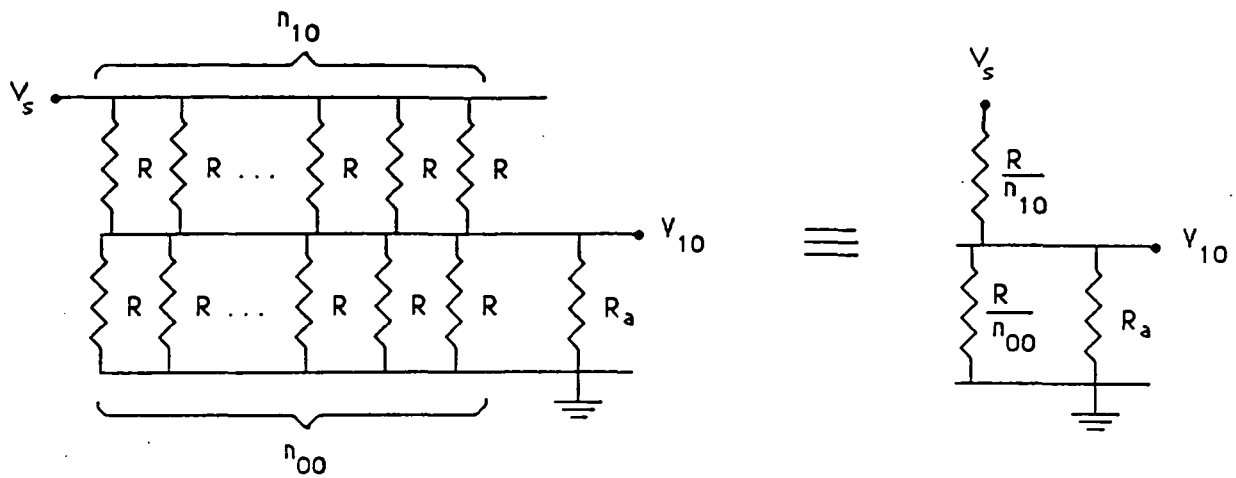 n10
Vs
R R ... R R R
V10
R R ... R R R Ra
n00
≡
Vs
R
n10
V10
R
n00
Ra